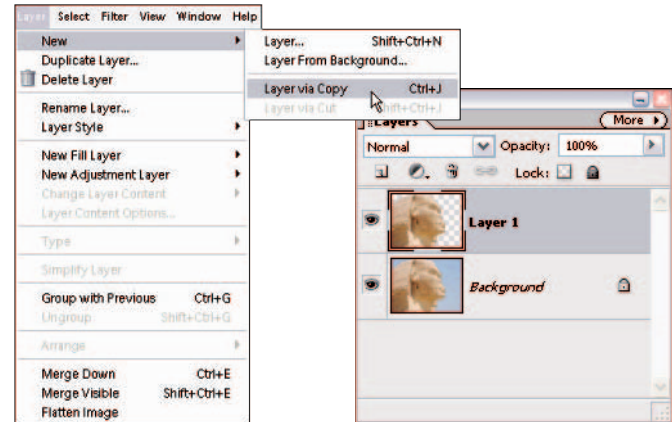 Layer Select Filter View Window Help
New
Duplicate Layer...
Delete Layer
Rename Layer...
Layer Style
New Fill Layer
New Adjustment Layer
Change Layer Content
Layer Content Options...
Type
Simplify Layer
Group with Previous Ctrl+G
Ungroup Shift+Ctrl+G
Arrange
Merge Down Ctrl+E
Merge Visible Shift+Ctrl+E
Flatten Image
Layer... Shift+Ctrl+N
Layer From Background...
Layer via Copy Ctrl+J
Layer via Cut Shift+Ctrl+J
Layers More
Normal Opacity: 100%
Lock:
Layer 1
Background